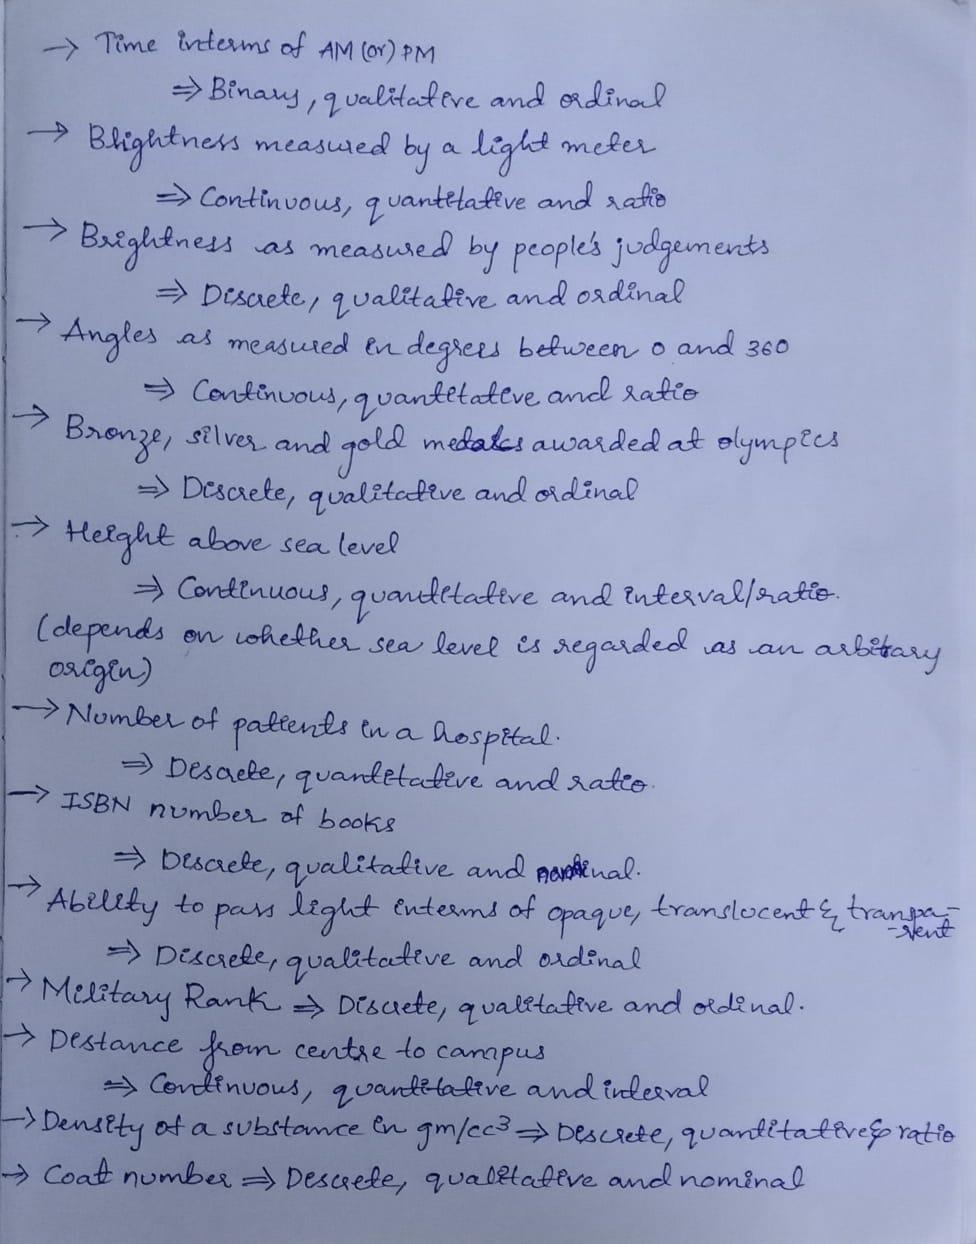 → Time interms of AM (or) PM
⇒ Binary, qualitative and ordinal
→ Brightness measured by a light meter
⇒ Continuous, quantitative and ratio
→ Brightness as measured by people's judgements
⇒ Discrete, qualitative and ordinal
→ Angles as measured in degrees between 0 and 360
⇒ Continuous, quantitative and ratio
→ Bronze, silver and gold medals awarded at olympics
⇒ Discrete, qualitative and ordinal
→ Height above sea level
⇒ Continuous, quantitative and interval/ratio.
(depends on whether sea level is regarded as an arbitary
origin)
→ Number of patients in a hospital.
⇒ Discrete, quantitative and ratio.
→ ISBN number of books
⇒ Discrete, qualitative and nominal.
→ Ability to pass light interms of opaque, translucent & transpa-
-rent
⇒ Discrete, qualitative and ordinal
→ Military Rank ⇒ Discrete, qualitative and ordinal.
→ Distance from centre to campus
⇒ Continuous, quantitative and interval
→ Density of a substance in gm/cc³ ⇒ Discrete, quantitative & ratio
→ Coat number ⇒ Discrete, qualitative and nominal